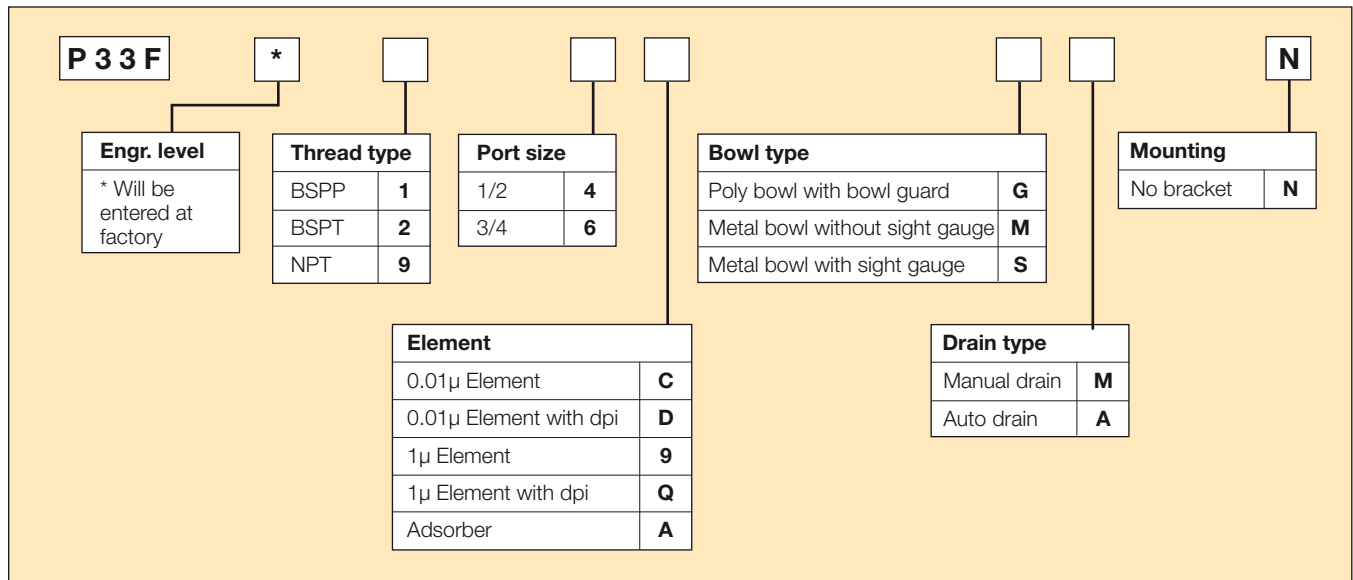 P 3 3 F * N
Engr. level
* Will be
entered at
factory
Thread type
BSPP 1
BSPT 2
NPT 9
Port size
1/2 4
3/4 6
Bowl type
Poly bowl with bowl guard G
Metal bowl without sight gauge M
Metal bowl with sight gauge S
Mounting
No bracket N
Element
0.01µ Element C
0.01µ Element with dpi D
1µ Element 9
1µ Element with dpi Q
Adsorber A
Drain type
Manual drain M
Auto drain A